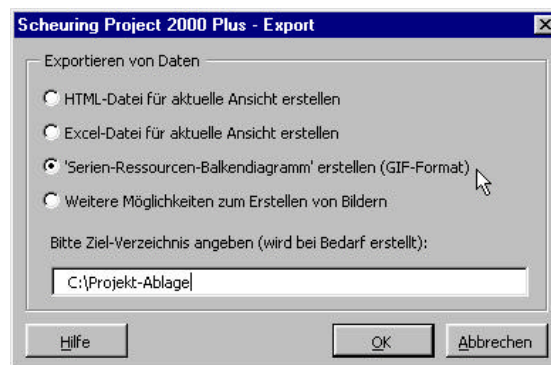 Scheuring Project 2000 Plus - Export
Exportieren von Daten
HTML-Datei für aktuelle Ansicht erstellen
Excel-Datei für aktuelle Ansicht erstellen
'Serien-Ressourcen-Balkendiagramm' erstellen (GIF-Format)
Weitere Möglichkeiten zum Erstellen von Bildern
Bitte Ziel-Verzeichnis angeben (wird bei Bedarf erstellt):
C:\Projekt-Ablage
Hilfe OK Abbrechen